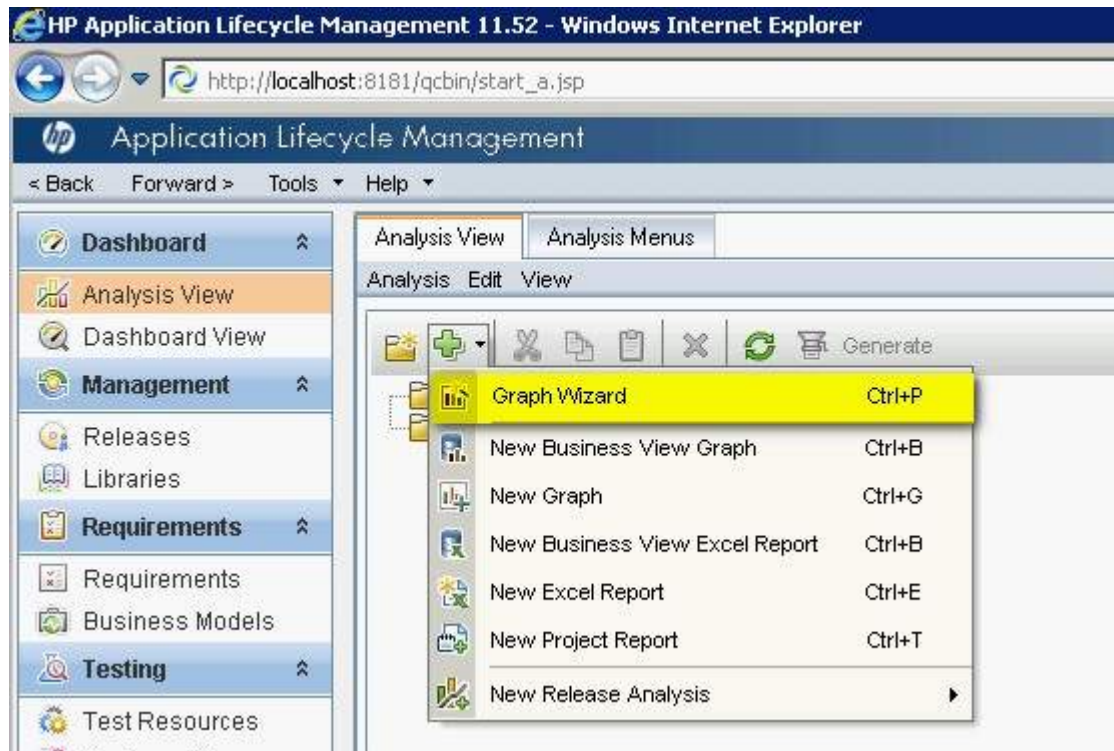 HP Application Lifecycle Management 11.52 - Windows Internet Explorer
http://localhost:8181/qcbin/start_a.jsp
hp Application Lifecycle Management
< Back Forward > Tools Help
Dashboard
Analysis View
Dashboard View
Management
Releases
Libraries
Requirements
Requirements
Business Models
Testing
Test Resources
Analysis View Analysis Menus
Analysis Edit View
Generate
Graph Wizard Ctrl+P
New Business View Graph Ctrl+B
New Graph Ctrl+G
New Business View Excel Report Ctrl+B
New Excel Report Ctrl+E
New Project Report Ctrl+T
New Release Analysis